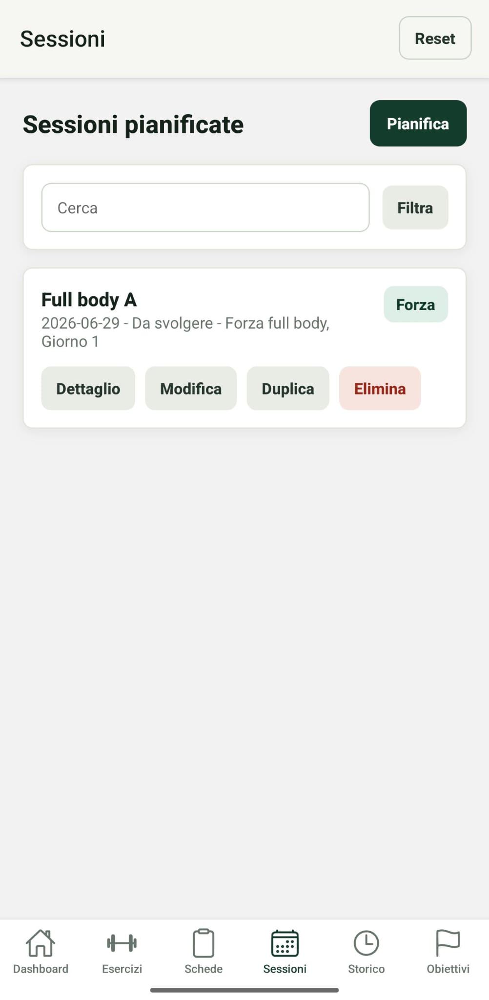 Sessioni
Reset
Sessioni pianificate
Pianifica
Cerca
Filtra
Full body A
Forza
2026-06-29 - Da svolgere - Forza full body,
Giorno 1
Dettaglio
Modifica
Duplica
Elimina
Dashboard
Esercizi
Schede
Sessioni
Storico
Obiettivi